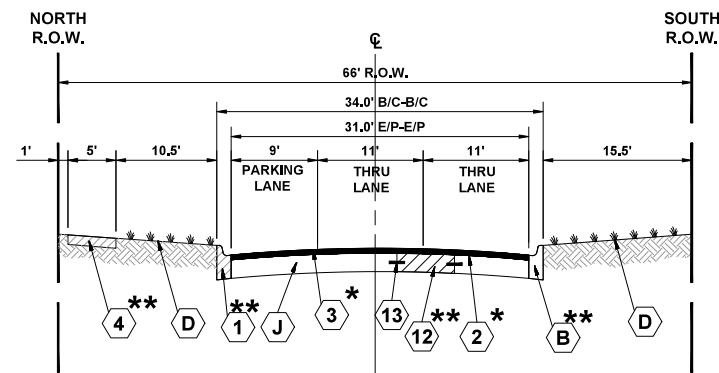 NORTH
R.O.W.
SOUTH
R.O.W.
℄
66' R.O.W.
34.0' B/C-B/C
31.0' E/P-E/P
1'
5'
10.5'
9'
11'
11'
15.5'
PARKING
LANE
THRU
LANE
THRU
LANE
4**
D
1**
J
3*
13
12**
2*
B**
D